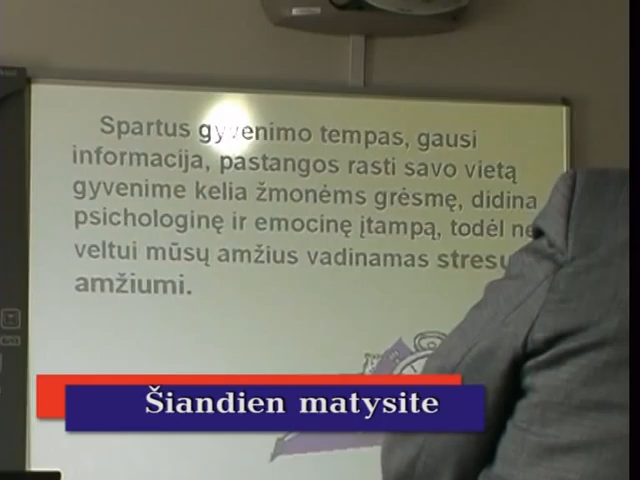 Spartus gyvenimo tempas, gausi
informacija, pastangos rasti savo vietą
gyvenime kelia žmonėms grėsmę, didina
psichologinę ir emocinę įtampą, todėl ne
veltui mūsų amžius vadinamas stresu
amžiumi.
Šiandien matysite